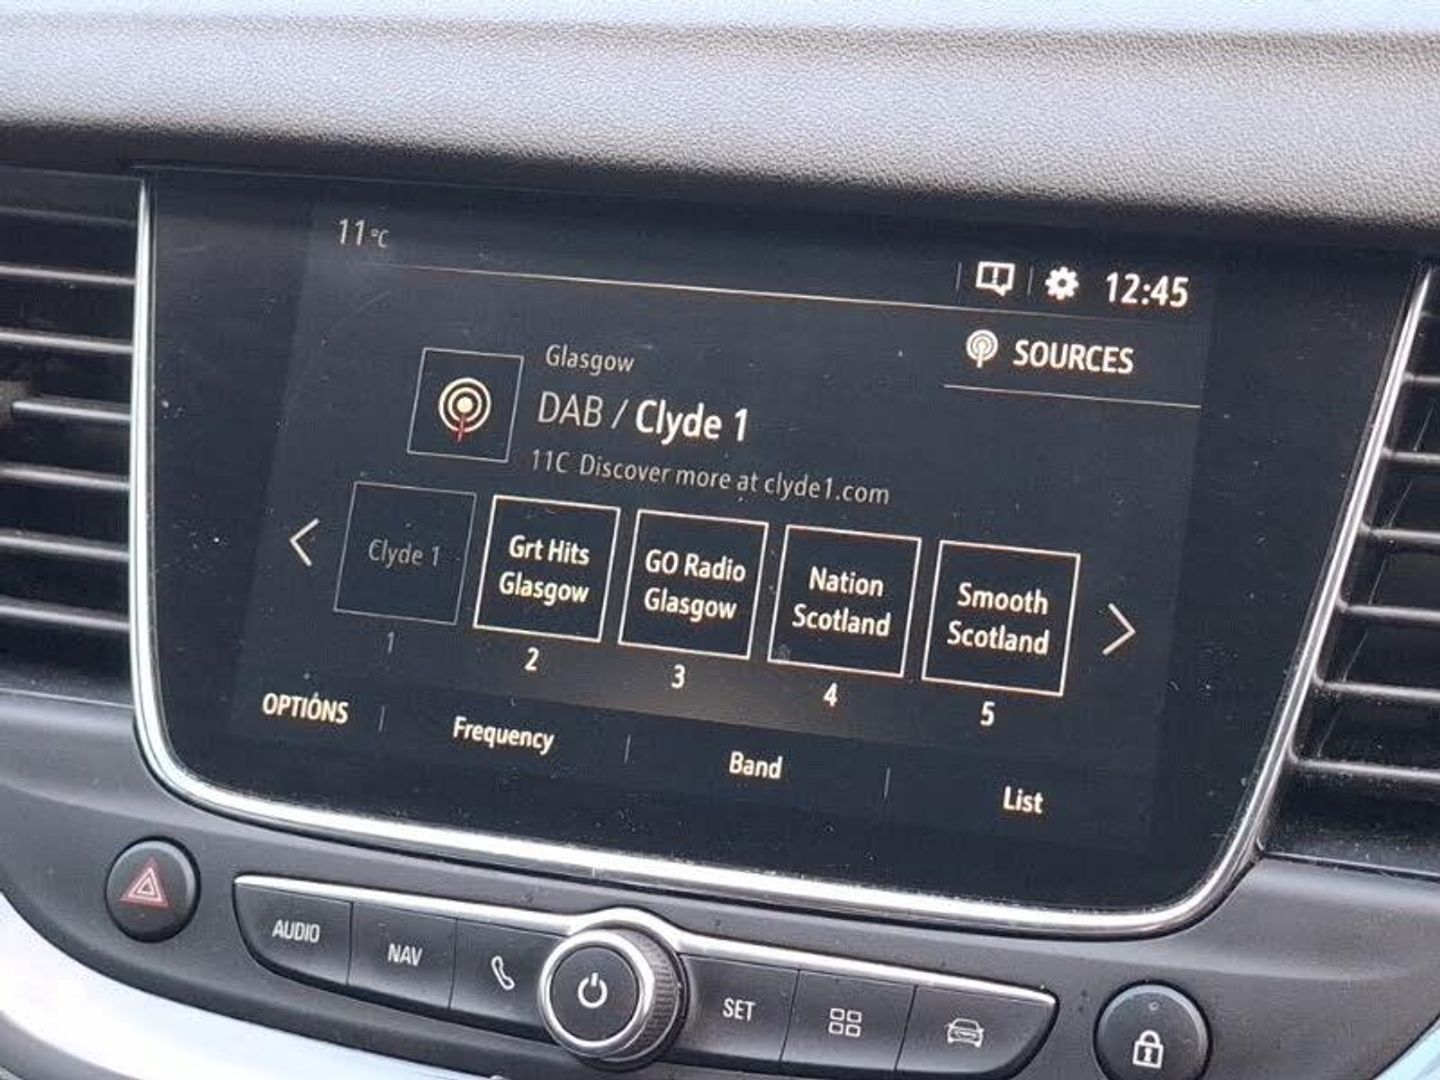 11°C
12:45
SOURCES
Glasgow
DAB / Clyde 1
11C Discover more at clyde1.com
Clyde 1
Grt Hits
Glasgow
GO Radio
Glasgow
Nation
Scotland
Smooth
Scotland
1
2
3
4
5
OPTIONS
Frequency
Band
List
AUDIO
NAV
SET